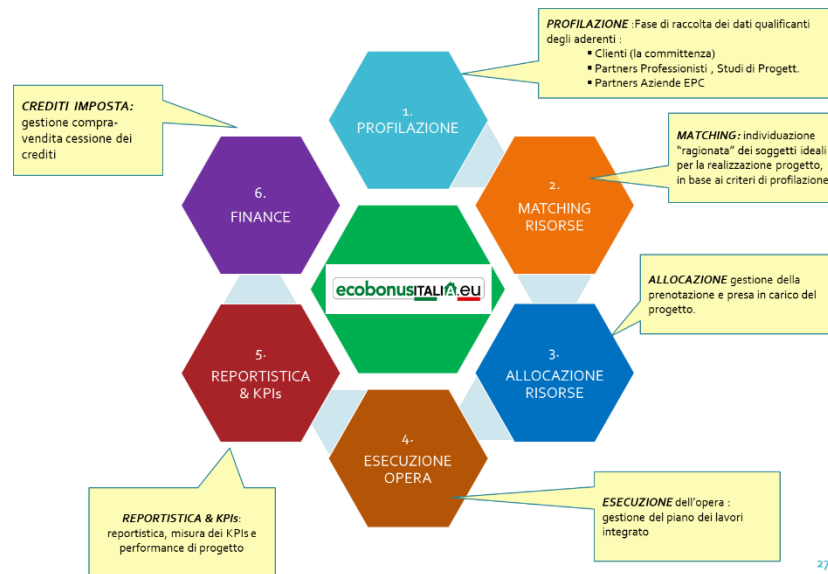 PROFILAZIONE :Fase di raccolta dei dati qualificanti
degli aderenti :
▪ Clienti (la committenza)
▪ Partners Professionisti , Studi di Progett.
▪ Partners Aziende EPC
CREDITI IMPOSTA:
gestione compra-
vendita cessione dei
crediti
1.
PROFILAZIONE
MATCHING: individuazione
"ragionata" dei soggetti ideali
per la realizzazione progetto,
in base ai criteri di profilazione
2.
MATCHING
RISORSE
6.
FINANCE
ecobonusITALIA.eu
ALLOCAZIONE gestione della
prenotazione e presa in carico del
progetto.
3.
ALLOCAZIONE
RISORSE
5.
REPORTISTICA
& KPIs
4.
ESECUZIONE
OPERA
REPORTISTICA & KPIs:
reportistica, misura dei KPIs e
performance di progetto
ESECUZIONE dell'opera :
gestione del piano dei lavori
integrato
27